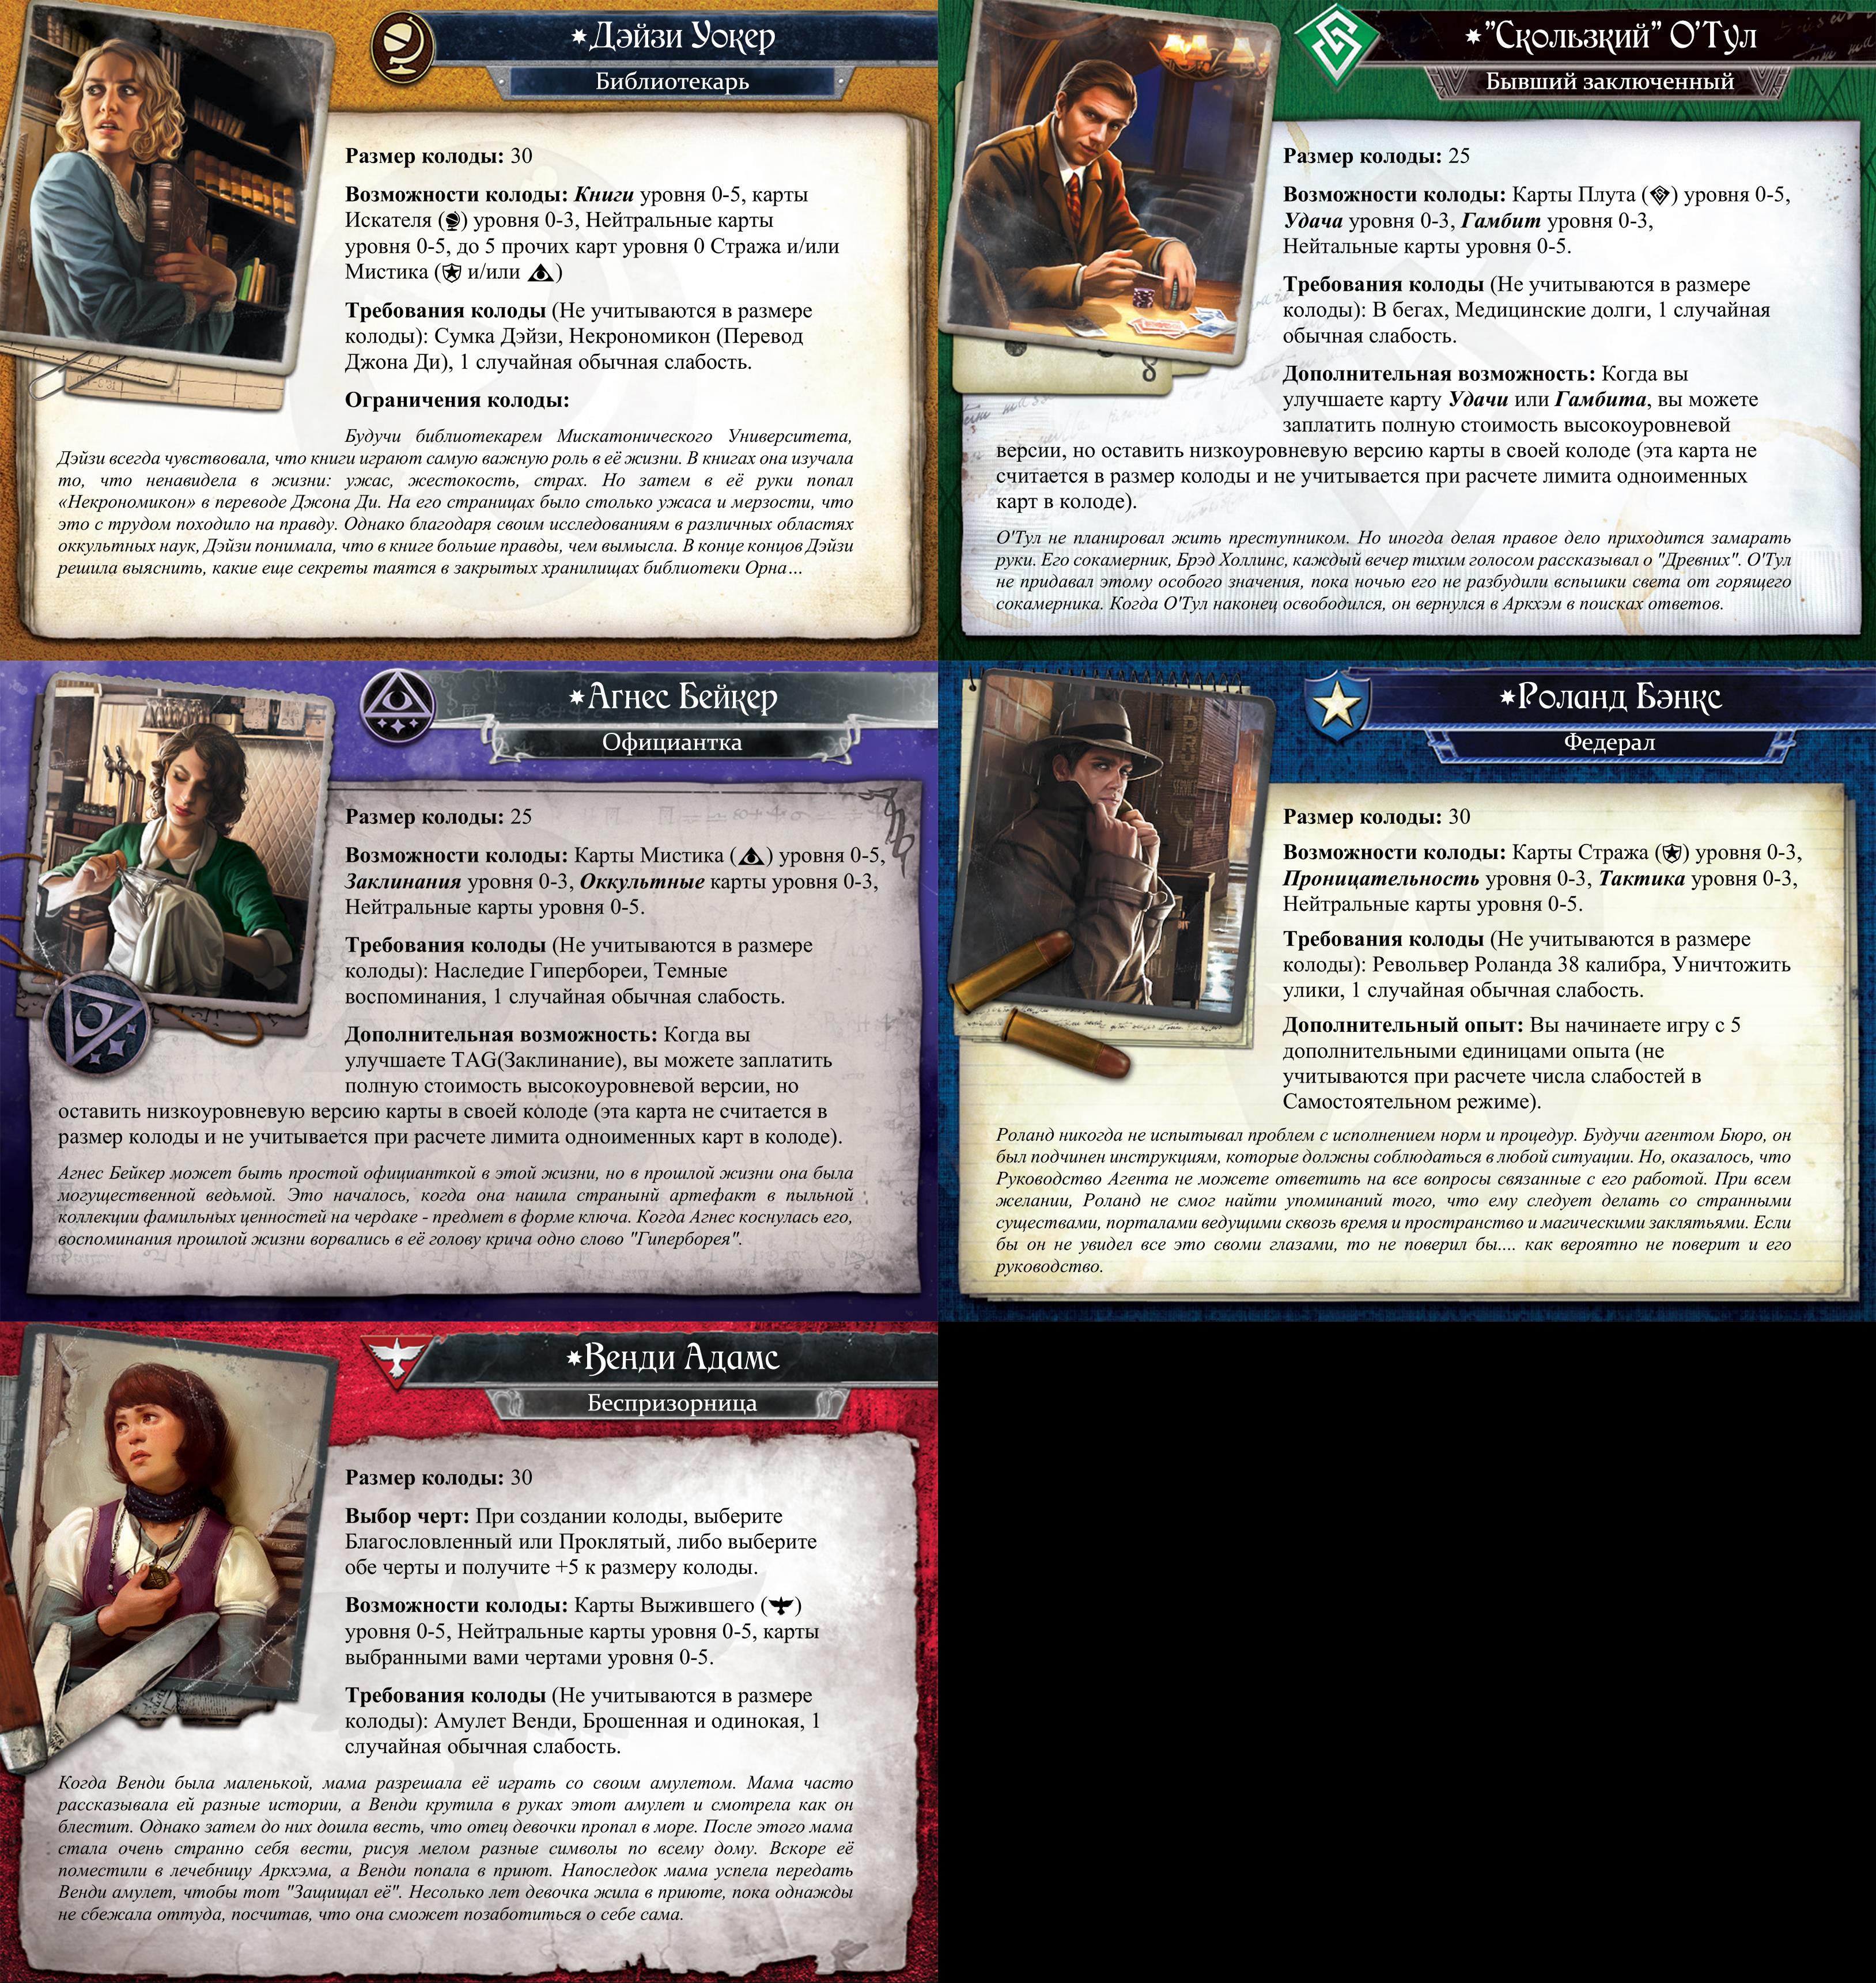 Дэйзи Уокер
Библиотекарь
Размер колоды: 30
Возможности колоды: Книги уровня 0-5, карты
Искателя () уровня 0-3, Нейтральные карты
уровня 0-5, до 5 прочих карт уровня 0 Стража и/или
Мистика ( и/или )
Требования колоды (Не учитываются в размере
колоды): Сумка Дэйзи, Некрономикон (Перевод
Джона Ди), 1 случайная обычная слабость.
Ограничения колоды:
Будучи библиотекарем Мискатонического Университета,
Дэйзи всегда чувствовала, что книги играют самую важную роль в её жизни. В книгах она изучала
то, что ненавидела в жизни: ужас, жестокость, страх. Но затем в её руки попал
«Некрономикон» в переводе Джона Ди. На его страницах было столько ужаса и мерзости, что
это с трудом походило на правду. Однако благодаря своим исследованиям в различных областях
оккультных наук, Дэйзи понимала, что в книге больше правды, чем вымысла. В конце концов Дэйзи
решила выяснить, какие еще секреты таятся в закрытых хранилищах библиотеки Орна...
"Скользкий" О'Тул
Бывший заключенный
Размер колоды: 25
Возможности колоды: Карты Плута () уровня 0-5,
Удача уровня 0-3, Гамбит уровня 0-3,
Нейтальные карты уровня 0-5.
Требования колоды (Не учитываются в размере
колоды): В бегах, Медицинские долги, 1 случайная
обычная слабость.
Дополнительная возможность: Когда вы
улучшаете карту Удачи или Гамбита, вы можете
заплатить полную стоимость высокоуровневой
версии, но оставить низкоуровневую версию карты в своей колоде (эта карта не
считается в размер колоды и не учитывается при расчете лимита одноименных
карт в колоде).
О'Тул не планировал жить преступником. Но иногда делая правое дело приходится замарать
руки. Его сокамерник, Брэд Холлинс, каждый вечер тихим голосом рассказывал о "Древних". О'Тул
не придавал этому особого значения, пока ночью его не разбудили вспышки света от горящего
сокамерника. Когда О'Тул наконец освободился, он вернулся в Аркхэм в поисках ответов.
Агнес Бейкер
Официантка
Размер колоды: 25
Возможности колоды: Карты Мистика () уровня 0-5,
Заклинания уровня 0-3, Оккультные карты уровня 0-3,
Нейтральные карты уровня 0-5.
Требования колоды (Не учитываются в размере
колоды): Наследие Гипербореи, Темные
воспоминания, 1 случайная обычная слабость.
Дополнительная возможность: Когда вы
улучшаете TAG(Заклинание), вы можете заплатить
полную стоимость высокоуровневой версии, но
оставить низкоуровневую версию карты в своей колоде (эта карта не считается в
размер колоды и не учитывается при расчете лимита одноименных карт в колоде).
Агнес Бейкер может быть простой официанткой в этой жизни, но в прошлой жизни она была
могущественной ведьмой. Это началось, когда она нашла странынй артефакт в пыльной
коллекции фамильных ценностей на чердаке - предмет в форме ключа. Когда Агнес коснулась его,
воспоминания прошлой жизни ворвались в её голову крича одно слово "Гиперборея".
Роланд Бэнкс
Федерал
Размер колоды: 30
Возможности колоды: Карты Стража () уровня 0-3,
Проницательность уровня 0-3, Тактика уровня 0-3,
Нейтральные карты уровня 0-5.
Требования колоды (Не учитываются в размере
колоды): Револьвер Роланда 38 калибра, Уничтожить
улики, 1 случайная обычная слабость.
Дополнительный опыт: Вы начинаете игру с 5
дополнительными единицами опыта (не
учитываются при расчете числа слабостей в
Самостоятельном режиме).
Роланд никогда не испытывал проблем с исполнением норм и процедур. Будучи агентом Бюро, он
был подчинен инструкциям, которые должны соблюдаться в любой ситуации. Но, оказалось, что
Руководство Агента не можете ответить на все вопросы связанные с его работой. При всем
желании, Роланд не смог найти упоминаний того, что ему следует делать со странными
существами, порталами ведущими сквозь время и пространство и магическими заклятьями. Если
бы он не увидел все это своми глазами, то не поверил бы.... как вероятно не поверит и его
руководство.
Венди Адамс
Беспризорница
Размер колоды: 30
Выбор черт: При создании колоды, выберите
Благословленный или Проклятый, либо выберите
обе черты и получите +5 к размеру колоды.
Возможности колоды: Карты Выжившего ()
уровня 0-5, Нейтральные карты уровня 0-5, карты
выбранными вами чертами уровня 0-5.
Требования колоды (Не учитываются в размере
колоды): Амулет Венди, Брошенная и одинокая, 1
случайная обычная слабость.
Когда Венди была маленькой, мама разрешала её играть со своим амулетом. Мама часто
рассказывала ей разные истории, а Венди крутила в руках этот амулет и смотрела как он
блестит. Однако затем до них дошла весть, что отец девочки пропал в море. После этого мама
стала очень странно себя вести, рисуя мелом разные символы по всему дому. Вскоре её
поместили в лечебницу Аркхэма, а Венди попала в приют. Напоследок мама успела передать
Венди амулет, чтобы тот "Защищал её". Несолько лет девочка жила в приюте, пока однажды
не сбежала оттуда, посчитав, что она сможет позаботиться о себе сама.